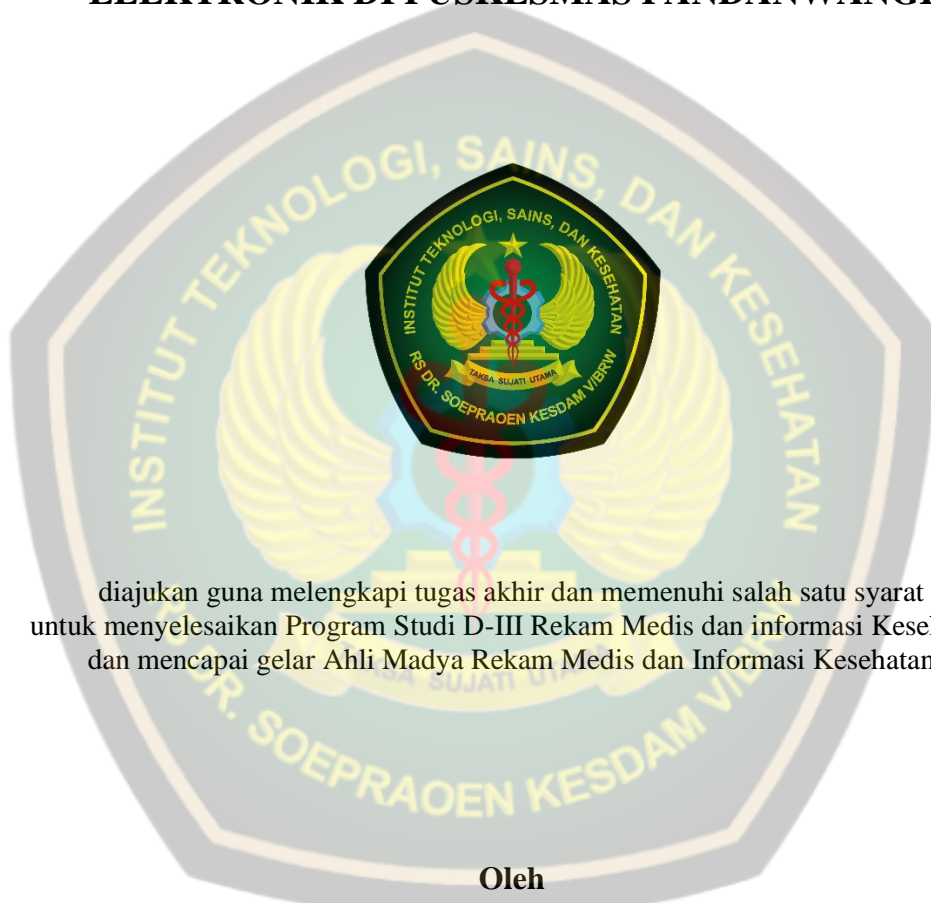 ELEKTRONIK DI PUSKESMAS PANDANWANGI
INSTITUT TEKNOLOGI, SAINS, DAN KESEHATAN
TAKSA SUJATI UTAMA
RS DR. SOEPRAOEN KESDAM V/BRW
INSTITUT TEKNOLOGI, SAINS, DAN KESEHATAN
diajukan guna melengkapi tugas akhir dan memenuhi salah satu syarat
untuk menyelesaikan Program Studi D-III Rekam Medis dan informasi Keseh
dan mencapai gelar Ahli Madya Rekam Medis dan Informasi Kesehatan
SUJATI
RS DR. SOEPRAOEN KESDAM V/BRW
Oleh